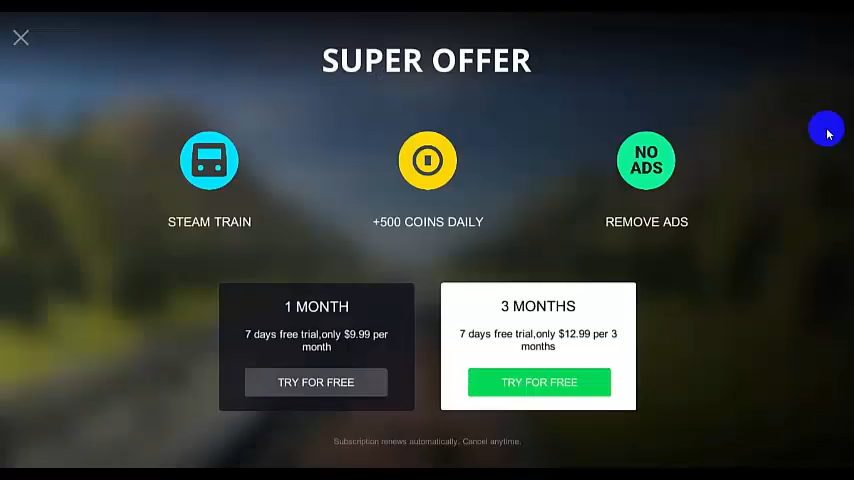 SUPER OFFER
NO
ADS
STEAM TRAIN
+500 COINS DAILY
REMOVE ADS
1 MONTH
7 days free trial,only $9.99 per
month
TRY FOR FREE
3 MONTHS
7 days free trial,only $12.99 per 3
months
TRY FOR FREE
Subscription renews automatically. Cancel anytime.